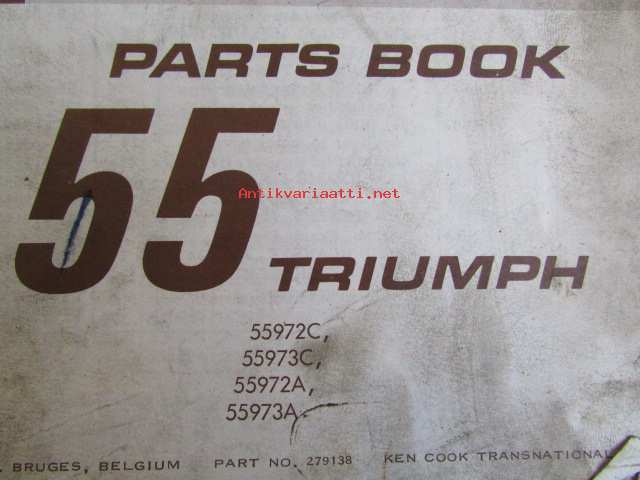 PARTS BOOK
55 TRIUMPH
Antikvariaatti.net
55972C,
55973C,
55972A,
55973A.
. BRUGES, BELGIUM PART NO. 279138 KEN COOK TRANSNATIONAL